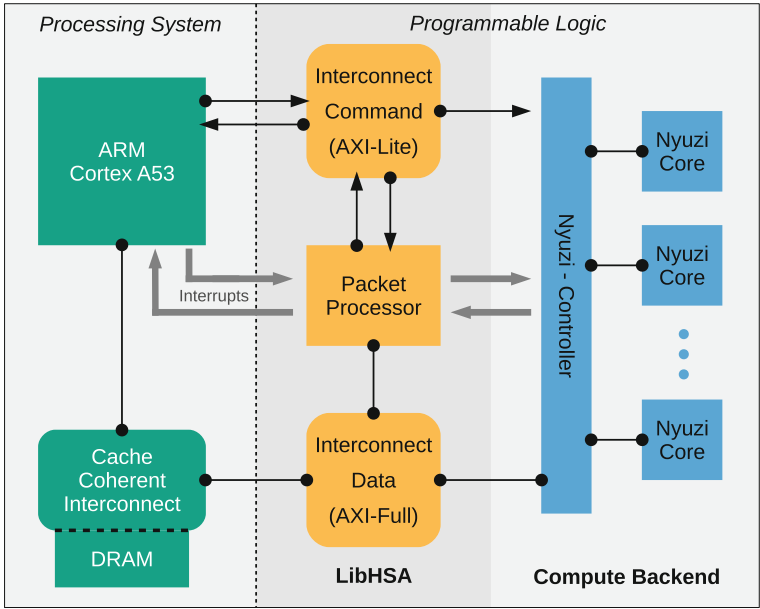 Processing System
Programmable Logic
Interconnect
Command
(AXI-Lite)
ARM
Cortex A53
Nyuzi
Core
Nyuzi
Core
Nyuzi - Controller
Packet
Processor
Interrupts
Nyuzi
Core
Cache
Coherent
Interconnect
Interconnect
Data
(AXI-Full)
DRAM
LibHSA
Compute Backend